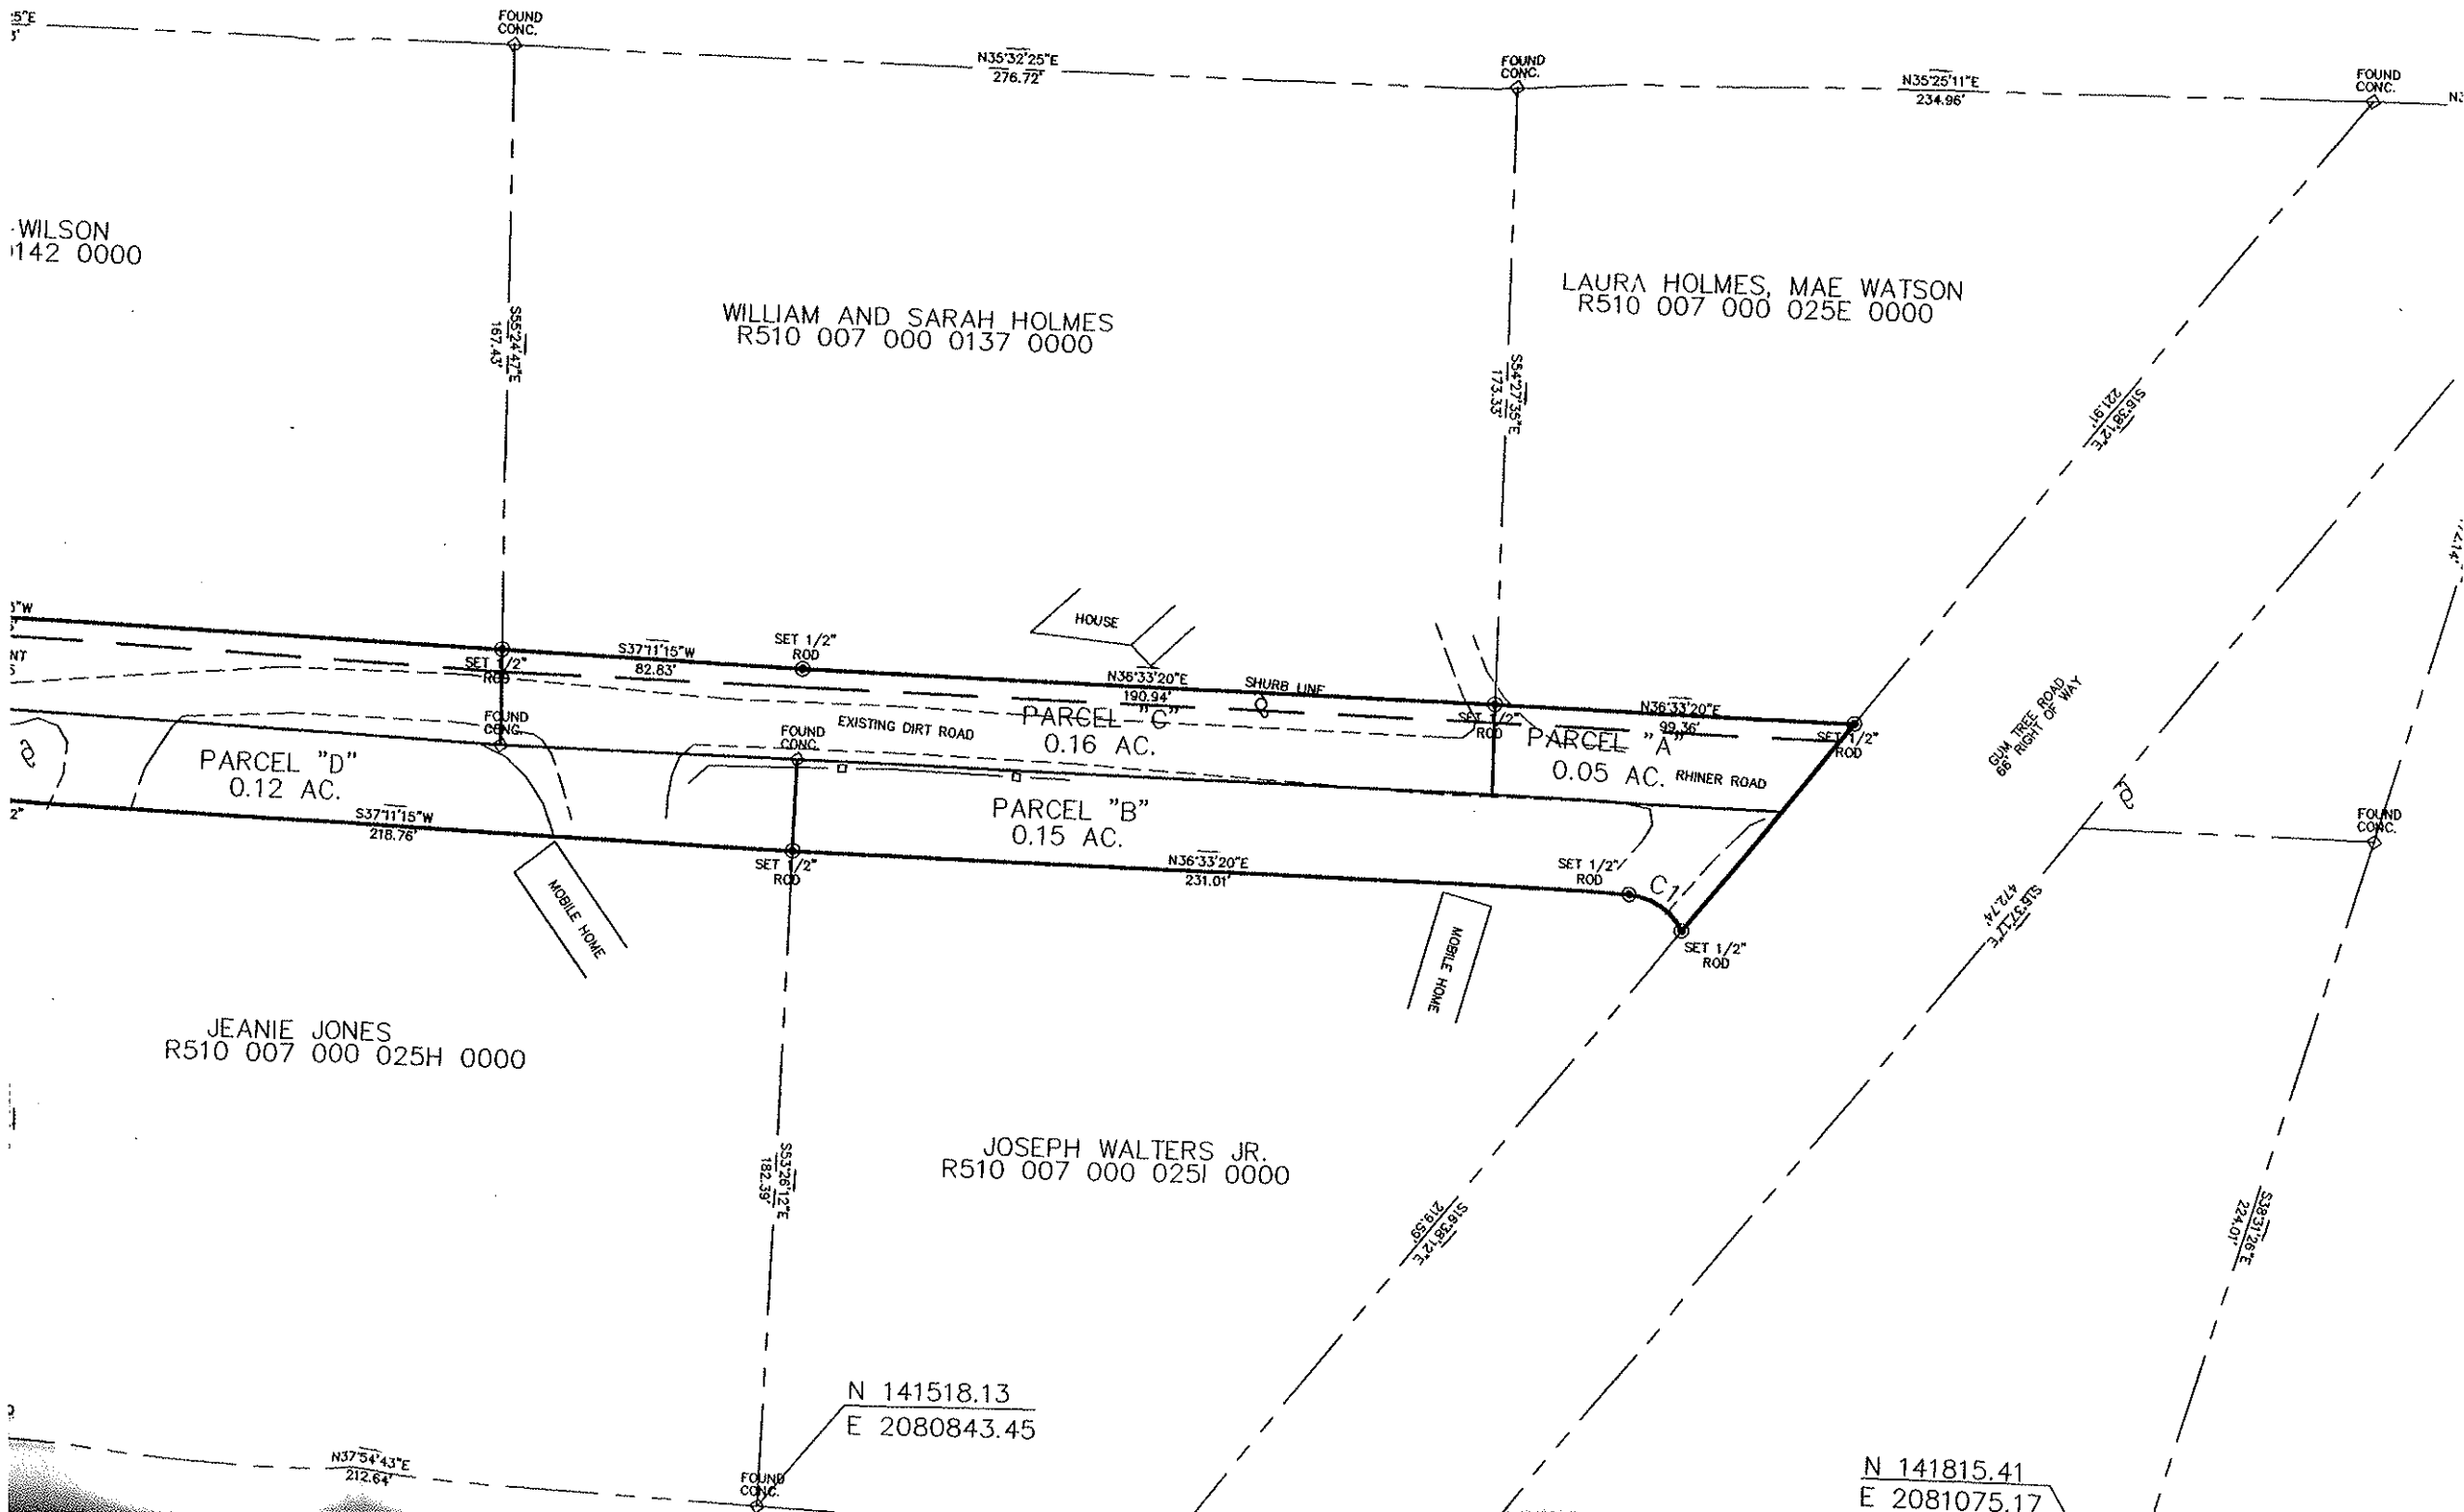 FOUND
CONC.
N35°32'25"E
276.72'
FOUND
CONC.
N35°25'11"E
234.96'
FOUND
CONC.
WILSON
142 0000
S55°24'47"E
167.43'
WILLIAM AND SARAH HOLMES
R510 007 000 0137 0000
S54°27'35"E
173.33'
LAURA HOLMES, MAE WATSON
R510 007 000 025E 0000
S16°38'12"E
221.91'
172.14'
HOUSE
SET 1/2"
ROD
S37°11'15"W
82.83'
SET 1/2"
ROD
N36°33'20"E
190.94'
SHURB LINE
SET 1/2"
ROD
N36°33'20"E
99.36'
SET 1/2"
ROD
GUM TREE ROAD
66' RIGHT OF WAY
FOUND
CONC.
EXISTING DIRT ROAD
PARCEL "C"
0.16 AC.
PARCEL "A"
0.05 AC.
RHINER ROAD
FOUND
CONC.
PARCEL "D"
0.12 AC.
PARCEL "B"
0.15 AC.
FOUND
CONC.
S37°11'15"W
218.76'
SET 1/2"
ROD
N36°33'20"E
231.01'
SET 1/2"
ROD
C1
SET 1/2"
ROD
MOBILE HOME
MOBILE HOME
S16°37'17"E
472.74'
JEANIE JONES
R510 007 000 025H 0000
S53°26'12"E
182.39'
JOSEPH WALTERS JR.
R510 007 000 025I 0000
S16°38'12"E
219.59'
S38°31'26"E
224.01'
N 141518.13
E 2080843.45
N37°54'43"E
212.64'
FOUND
CONC.
N 141815.41
E 2081075.17